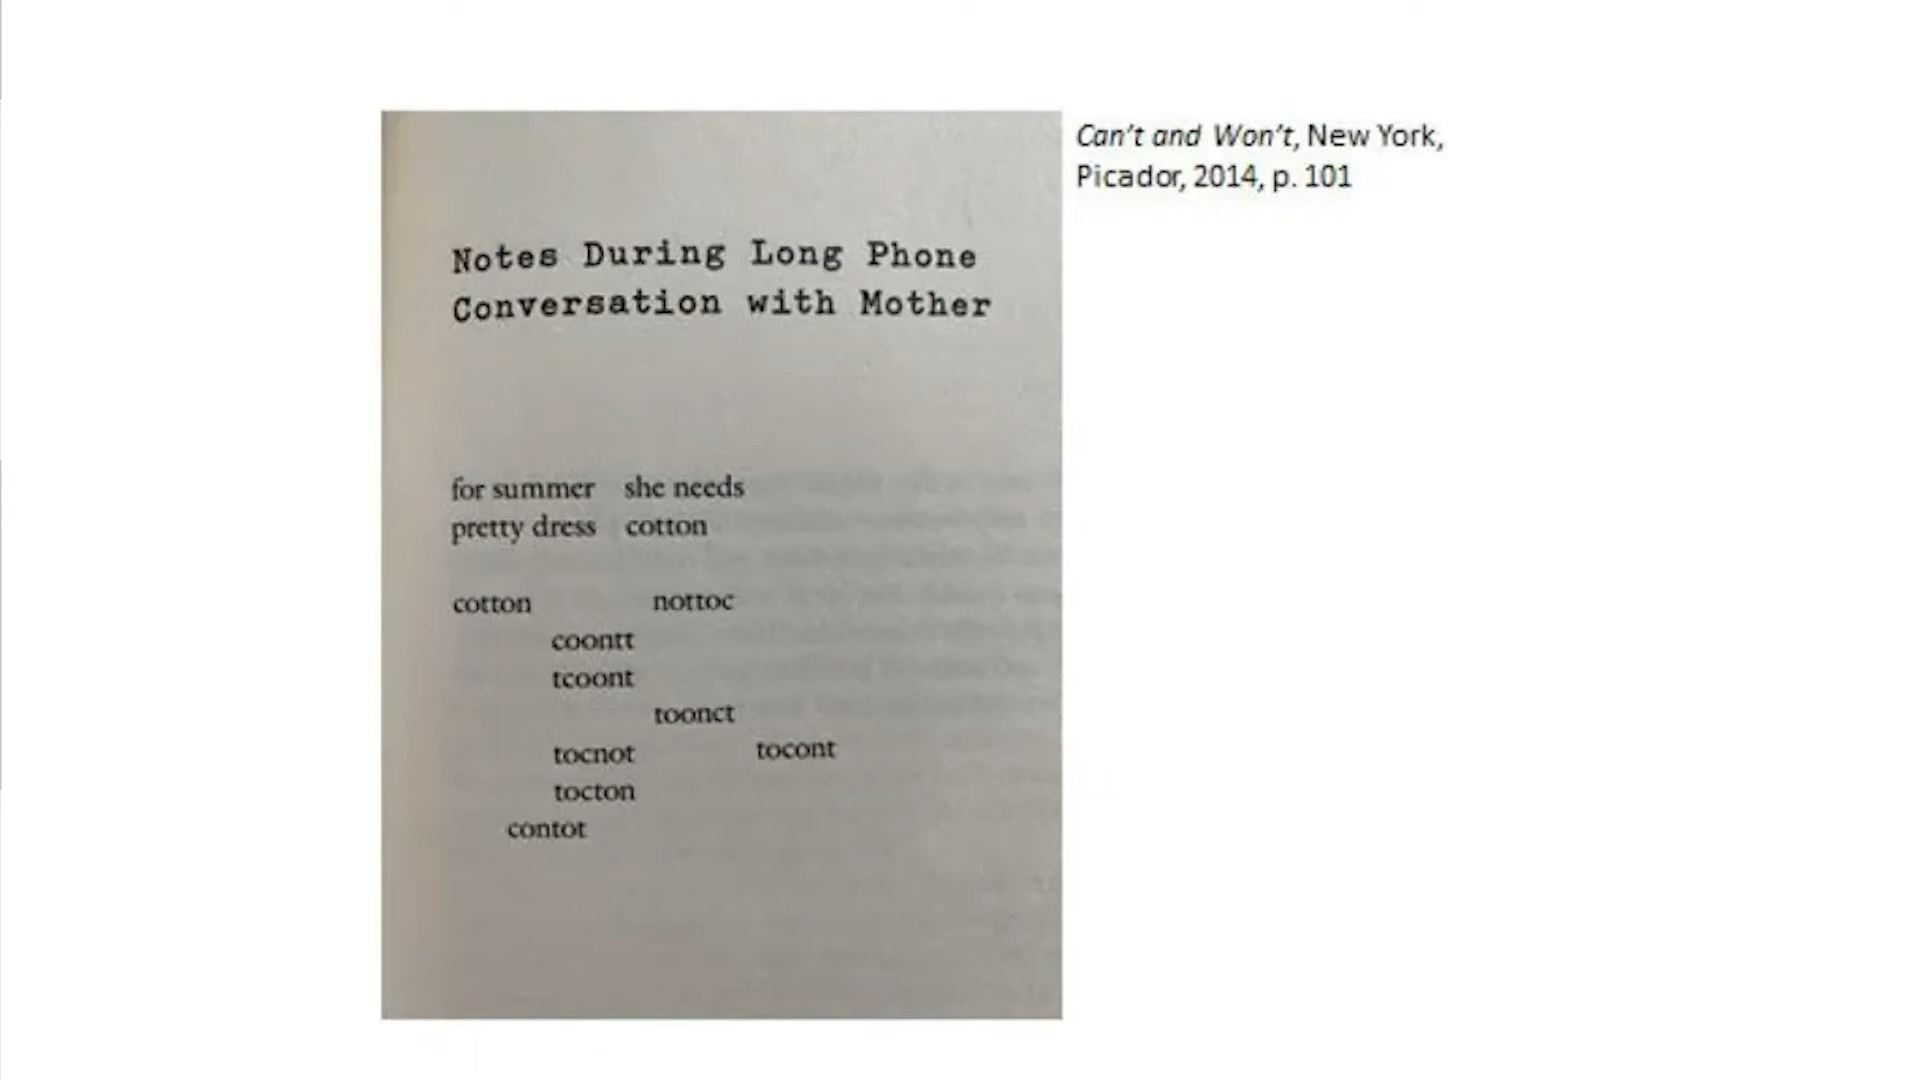 Notes During Long Phone
Conversation with Mother
for summer she needs
pretty dress cotton
cotton nottoc
coontt
tcoont
toonct
tocnot tocont
tocton
contot
Can't and Won't, New York,
Picador, 2014, p. 101